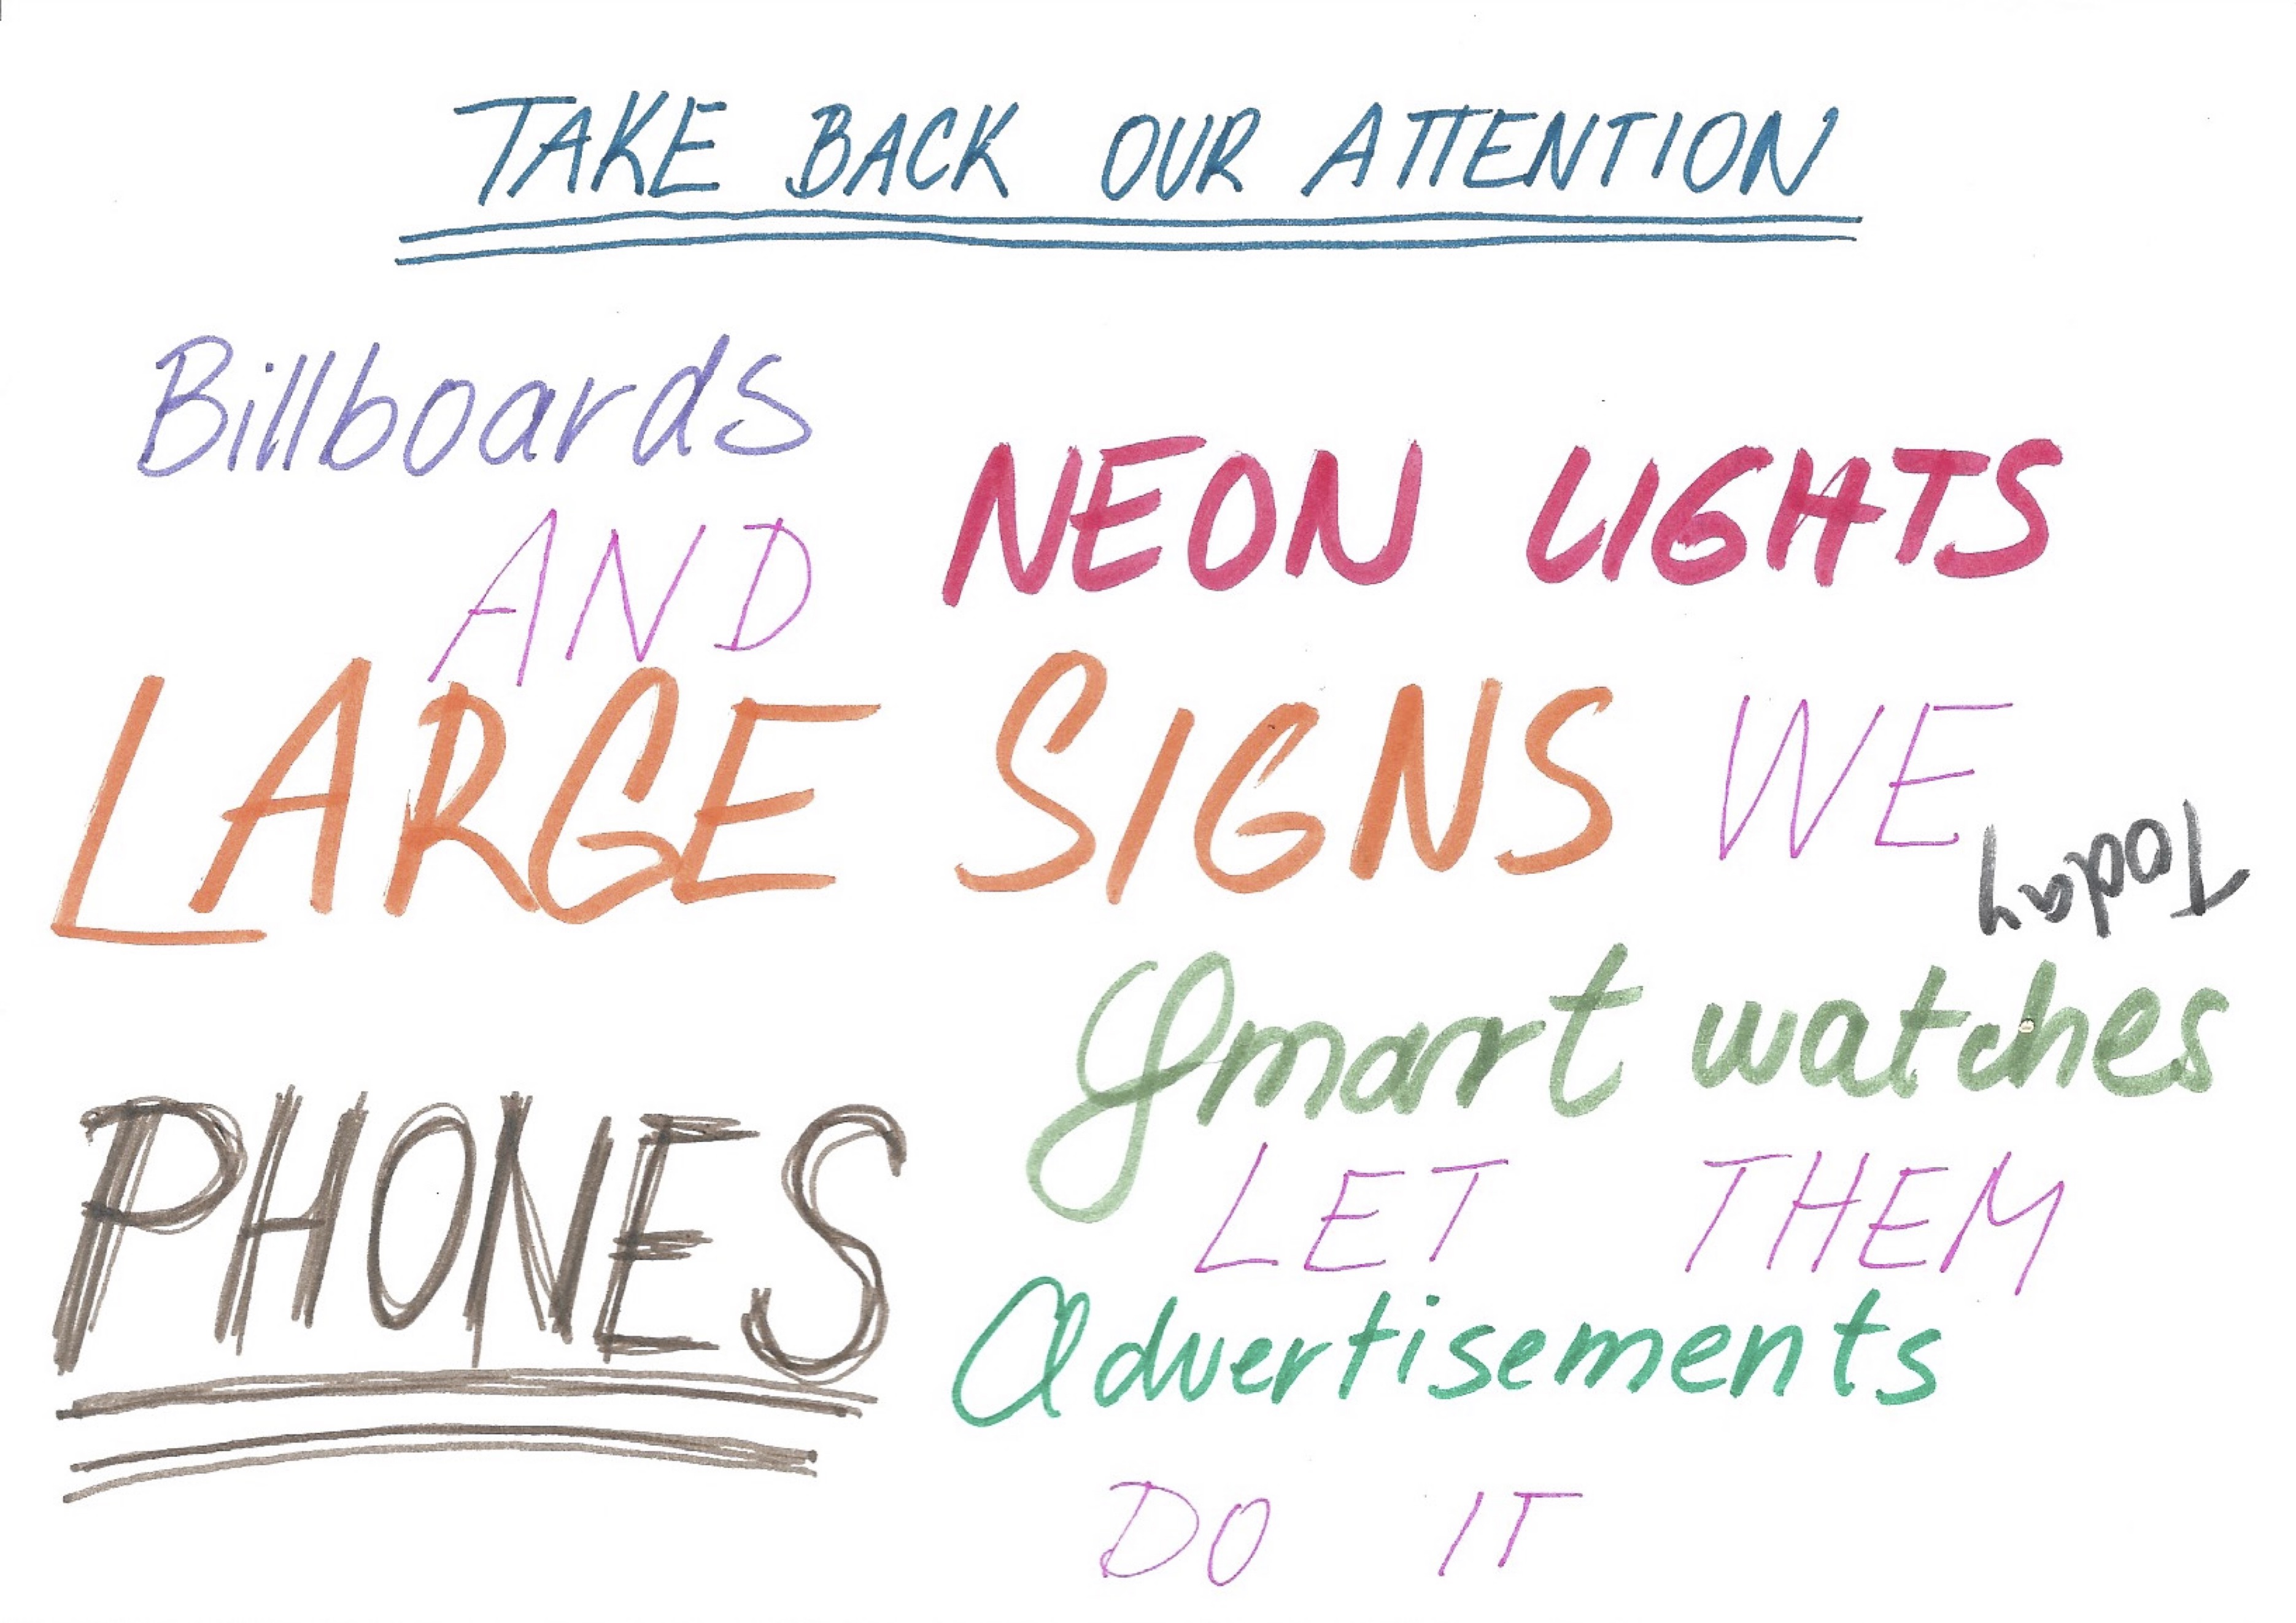 TAKE BACK OUR ATTENTION
Billboards
NEON LIGHTS
AND
LARGE SIGNS WE
Today
Smart watches
PHONES
LET THEM
Advertisements
DO IT